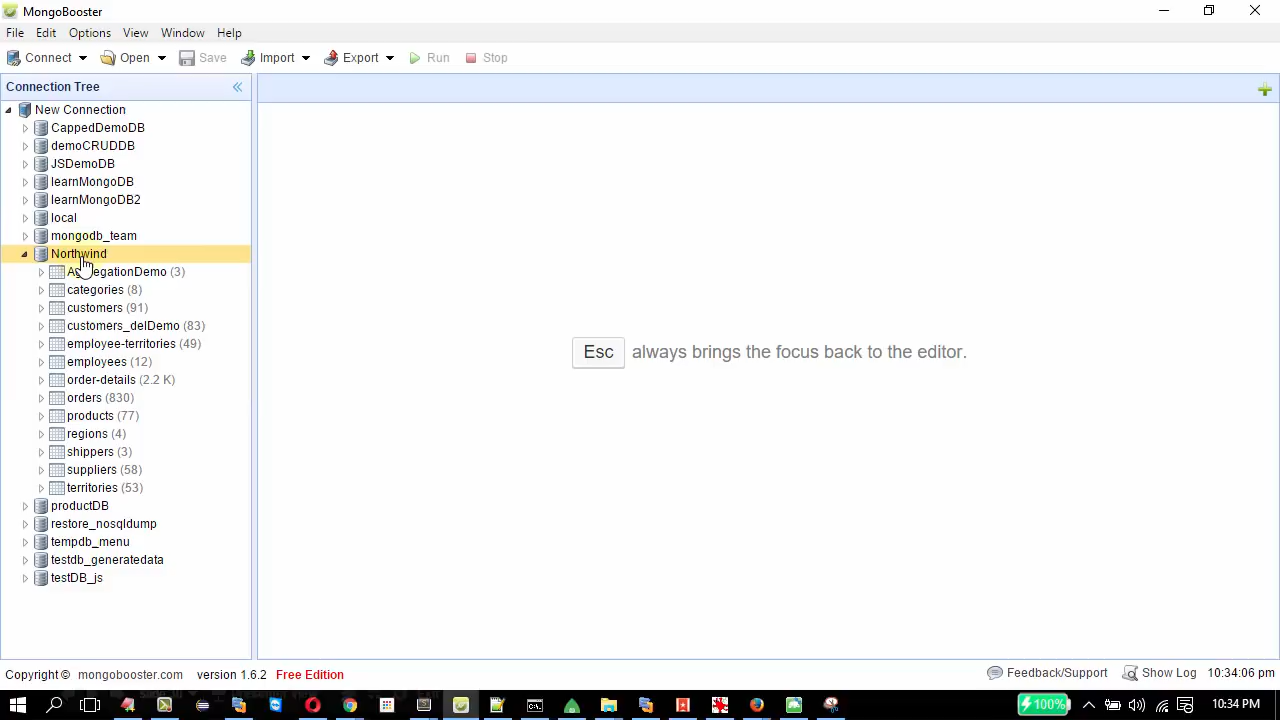 MongoBooster
File Edit Options View Window Help
Connect Open Save Import Export Run Stop
Connection Tree
New Connection
CappedDemoDB
demoCRUDDB
JSDemoDB
learnMongoDB
learnMongoDB2
local
mongodb_team
Northwind
(3)
categories (8)
customers (91)
customers_delDemo (83)
employee-territories (49)
employees (12)
order-details (2.2 K)
orders (830)
products (77)
regions (4)
shippers (3)
suppliers (58)
territories (53)
productDB
restore_nosqldump
tempdb_menu
testdb_generatedata
testDB_js
Esc always brings the focus back to the editor.
Copyright © mongobooster.com version 1.6.2 Free Edition Feedback/Support Show Log 10:34:06 pm
100% 10:34 PM